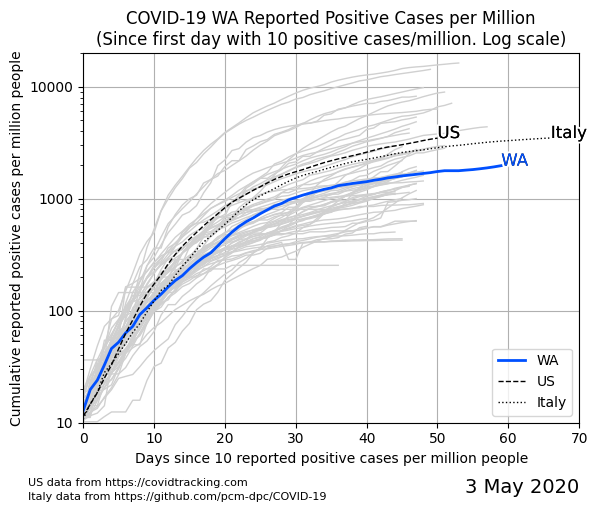 COVID-19 WA Reported Positive Cases per Million
(Since first day with 10 positive cases/million. Log scale)
Cumulative reported positive cases per million people
10000
1000
100
10
US
Italy
WA
WA
US
Italy
0 10 20 30 40 50 60 70
Days since 10 reported positive cases per million people
US data from https://covidtracking.com
Italy data from https://github.com/pcm-dpc/COVID-19
3 May 2020